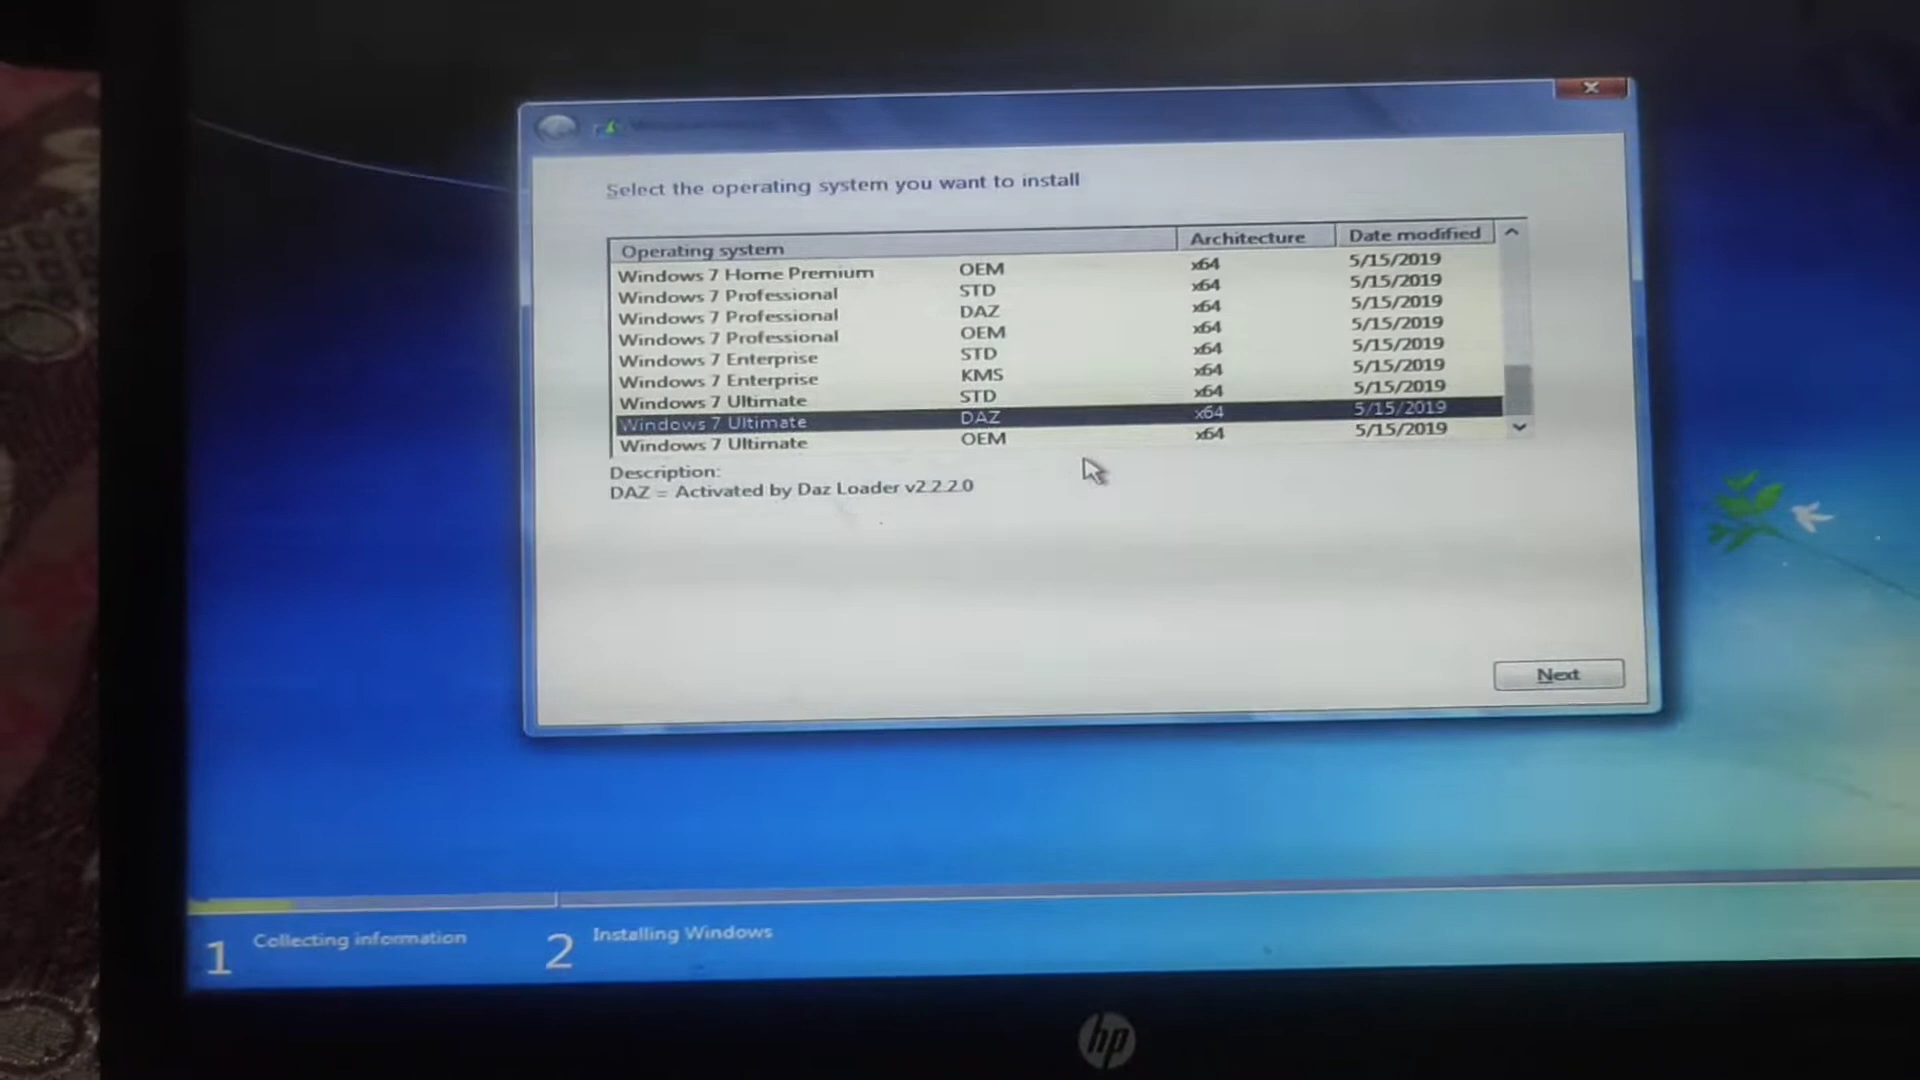 Select the operating system you want to install
Operating system Architecture Date modified
Windows 7 Home Premium OEM x64 5/15/2019
Windows 7 Professional STD x64 5/15/2019
Windows 7 Professional DAZ x64 5/15/2019
Windows 7 Professional OEM x64 5/15/2019
Windows 7 Enterprise STD x64 5/15/2019
Windows 7 Enterprise KMS x64 5/15/2019
Windows 7 Ultimate STD x64 5/15/2019
Windows 7 Ultimate DAZ x64 5/15/2019
Windows 7 Ultimate OEM x64 5/15/2019
Description:
DAZ = Activated by Daz Loader v2.2.2.0
Next
1 Collecting information 2 Installing Windows
hp